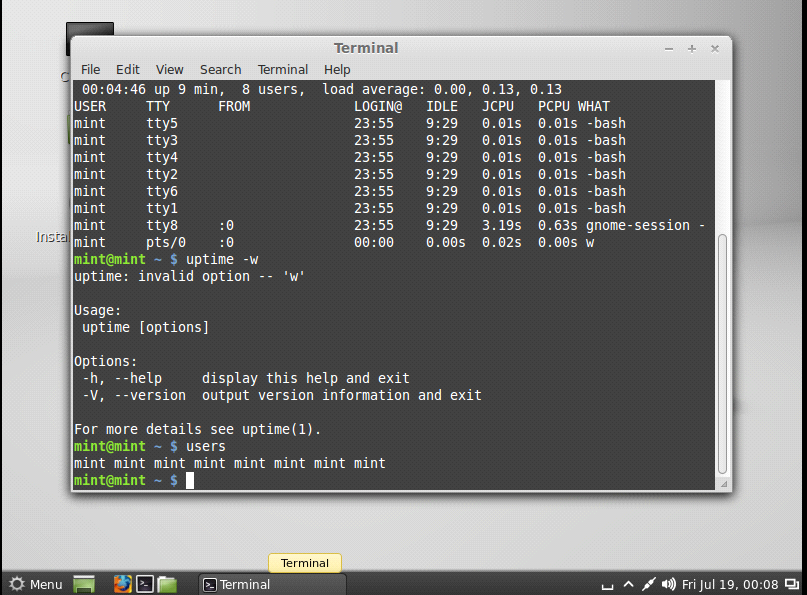 Terminal
File Edit View Search Terminal Help
00:04:46 up 9 min,  8 users,  load average: 0.00, 0.13, 0.13
USER     TTY      FROM             LOGIN@   IDLE   JCPU   PCPU WHAT
mint     tty5                      23:55    9:29   0.01s  0.01s -bash
mint     tty3                      23:55    9:29   0.01s  0.01s -bash
mint     tty4                      23:55    9:29   0.01s  0.01s -bash
mint     tty2                      23:55    9:29   0.01s  0.01s -bash
mint     tty6                      23:55    9:29   0.01s  0.01s -bash
mint     tty1                      23:55    9:29   0.01s  0.01s -bash
mint     tty8     :0               23:55    9:29   3.19s  0.63s gnome-session -
mint     pts/0    :0               00:00    0.00s  0.02s  0.00s w
mint@mint ~ $ uptime -w
uptime: invalid option -- 'w'
Usage:
uptime [options]
Options:
-h, --help     display this help and exit
-V, --version  output version information and exit
For more details see uptime(1).
mint@mint ~ $ users
mint mint mint mint mint mint mint mint
mint@mint ~ $
C
Insta
Terminal
Menu
Terminal
Fri Jul 19, 00:08